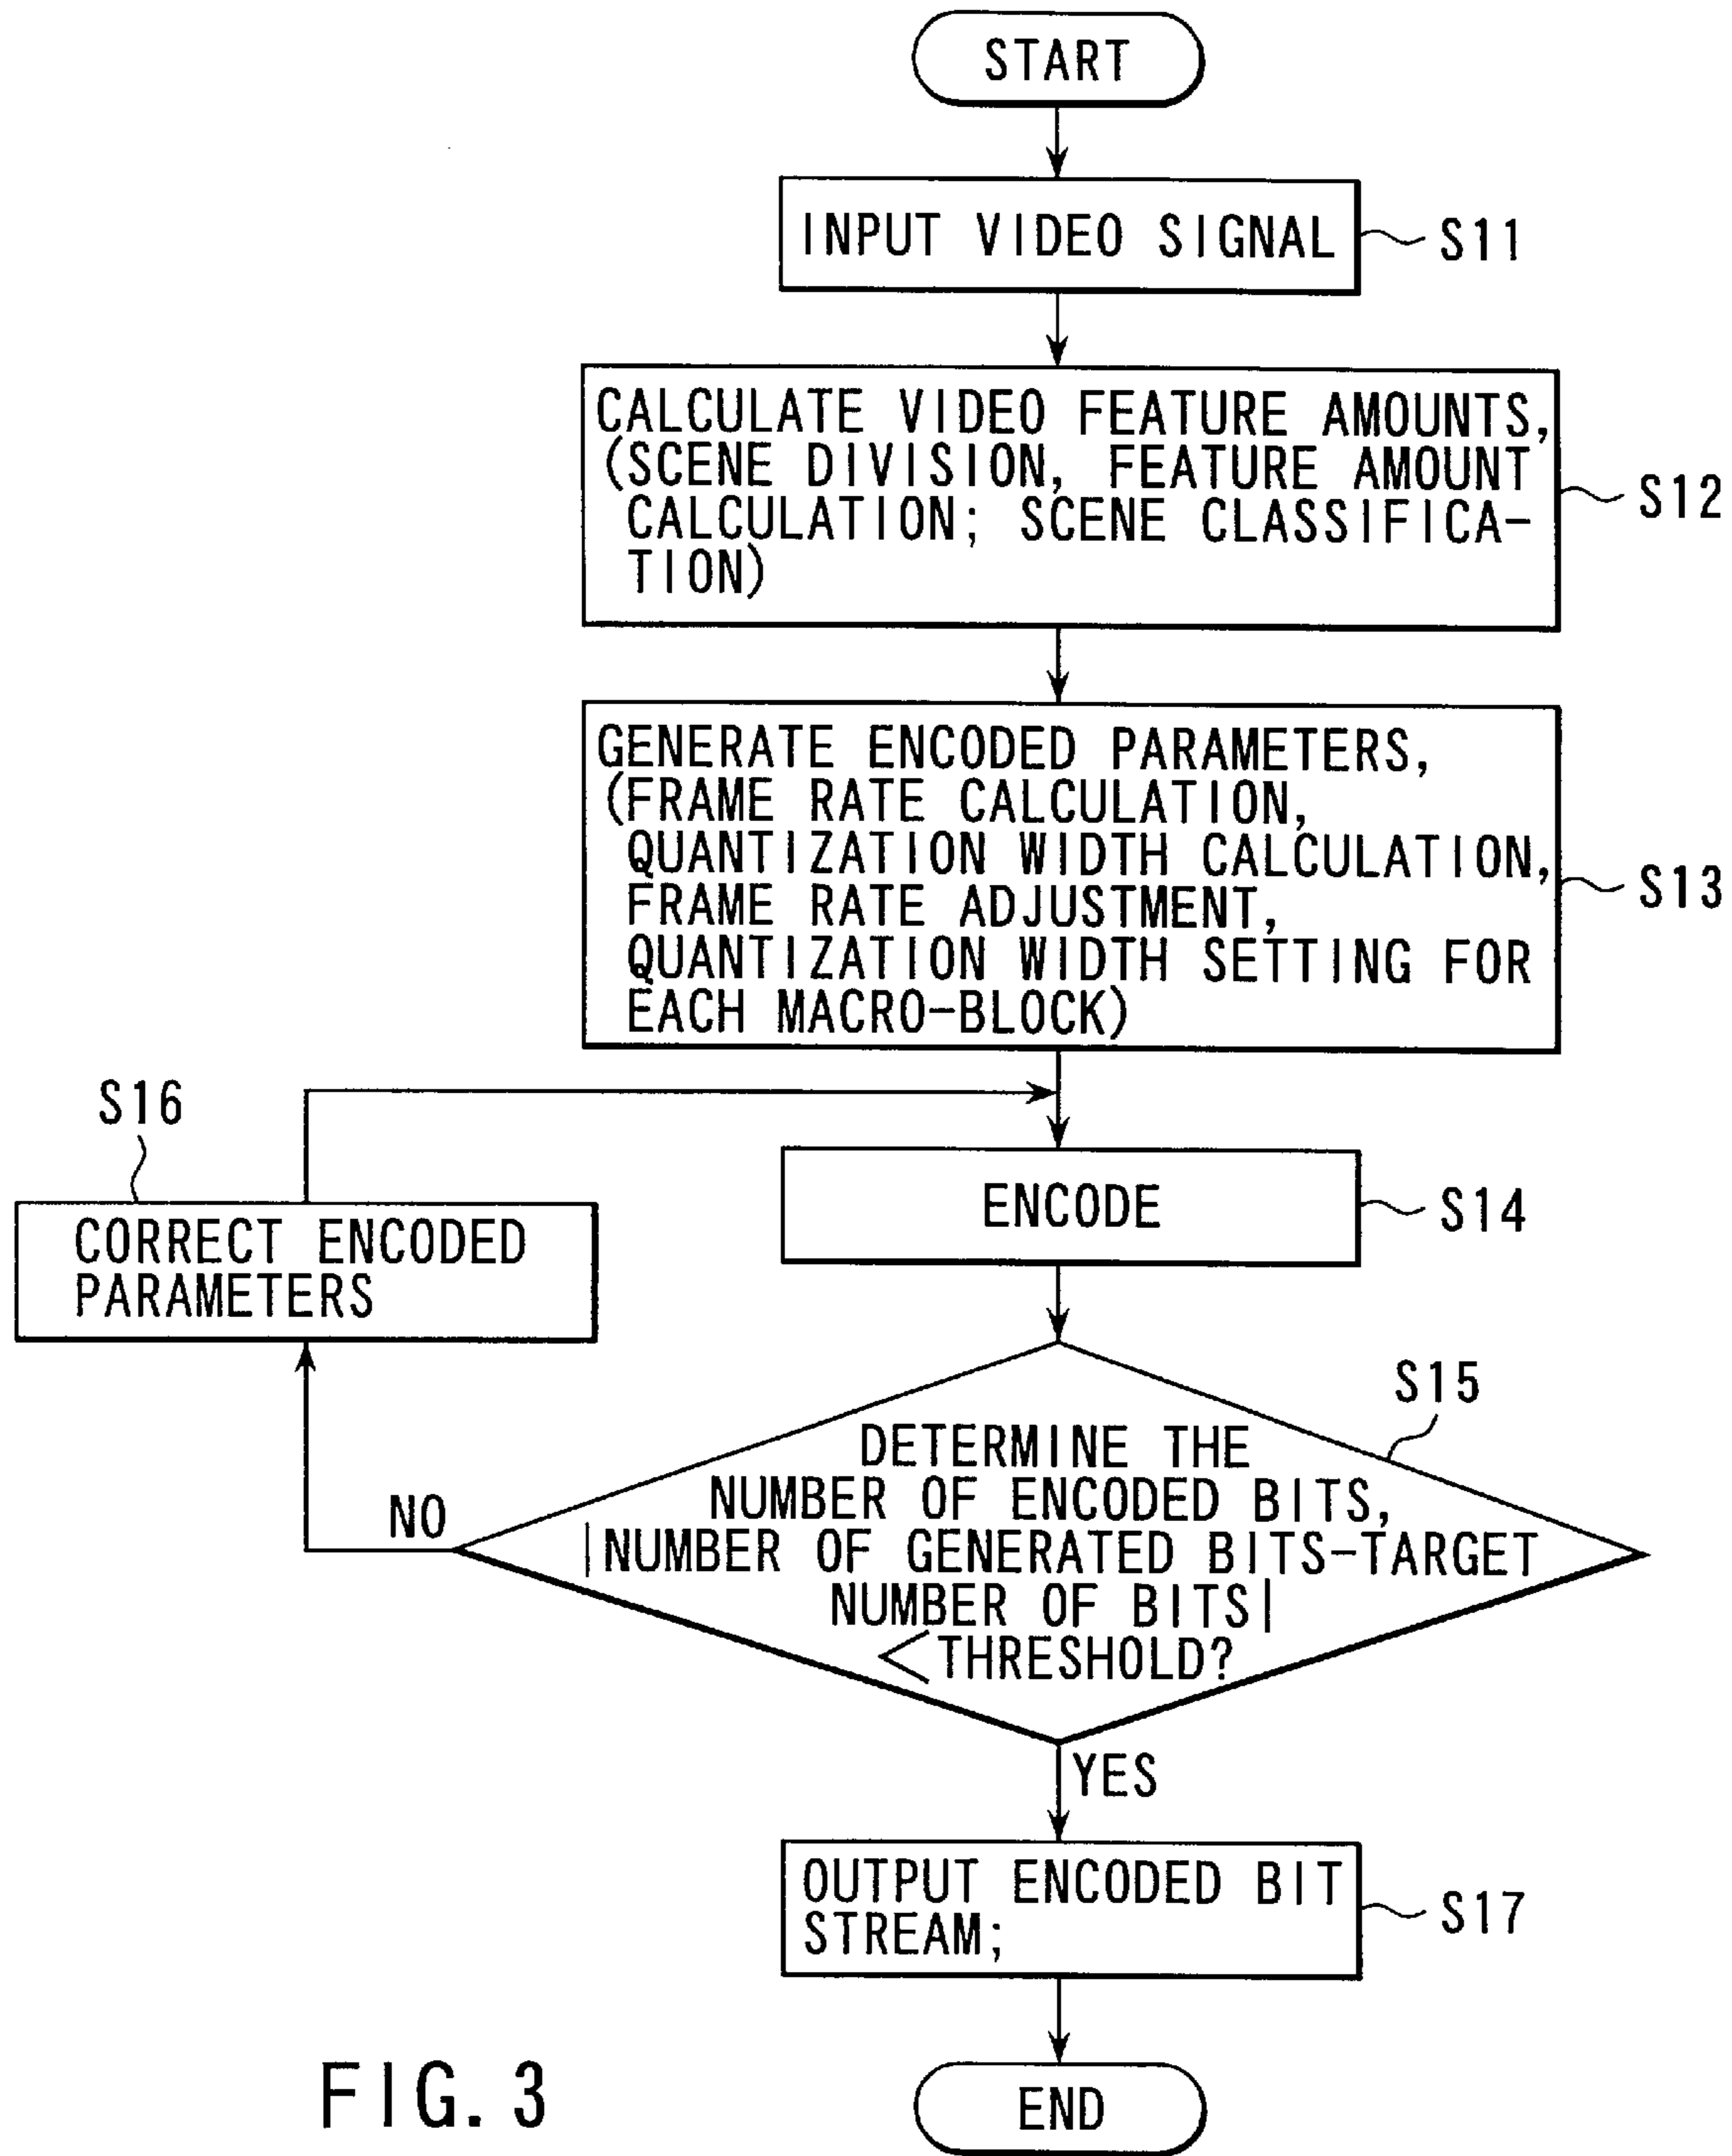 START
INPUT VIDEO SIGNAL
S11
CALCULATE VIDEO FEATURE AMOUNTS,
(SCENE DIVISION, FEATURE AMOUNT
CALCULATION; SCENE CLASSIFICA-
TION)
S12
GENERATE ENCODED PARAMETERS,
(FRAME RATE CALCULATION,
QUANTIZATION WIDTH CALCULATION,
FRAME RATE ADJUSTMENT,
QUANTIZATION WIDTH SETTING FOR
EACH MACRO-BLOCK)
S13
S16
CORRECT ENCODED
PARAMETERS
ENCODE
S14
S15
DETERMINE THE
NUMBER OF ENCODED BITS,
|NUMBER OF GENERATED BITS-TARGET
NUMBER OF BITS|
<THRESHOLD?
NO
YES
OUTPUT ENCODED BIT
STREAM;
S17
END
FIG. 3